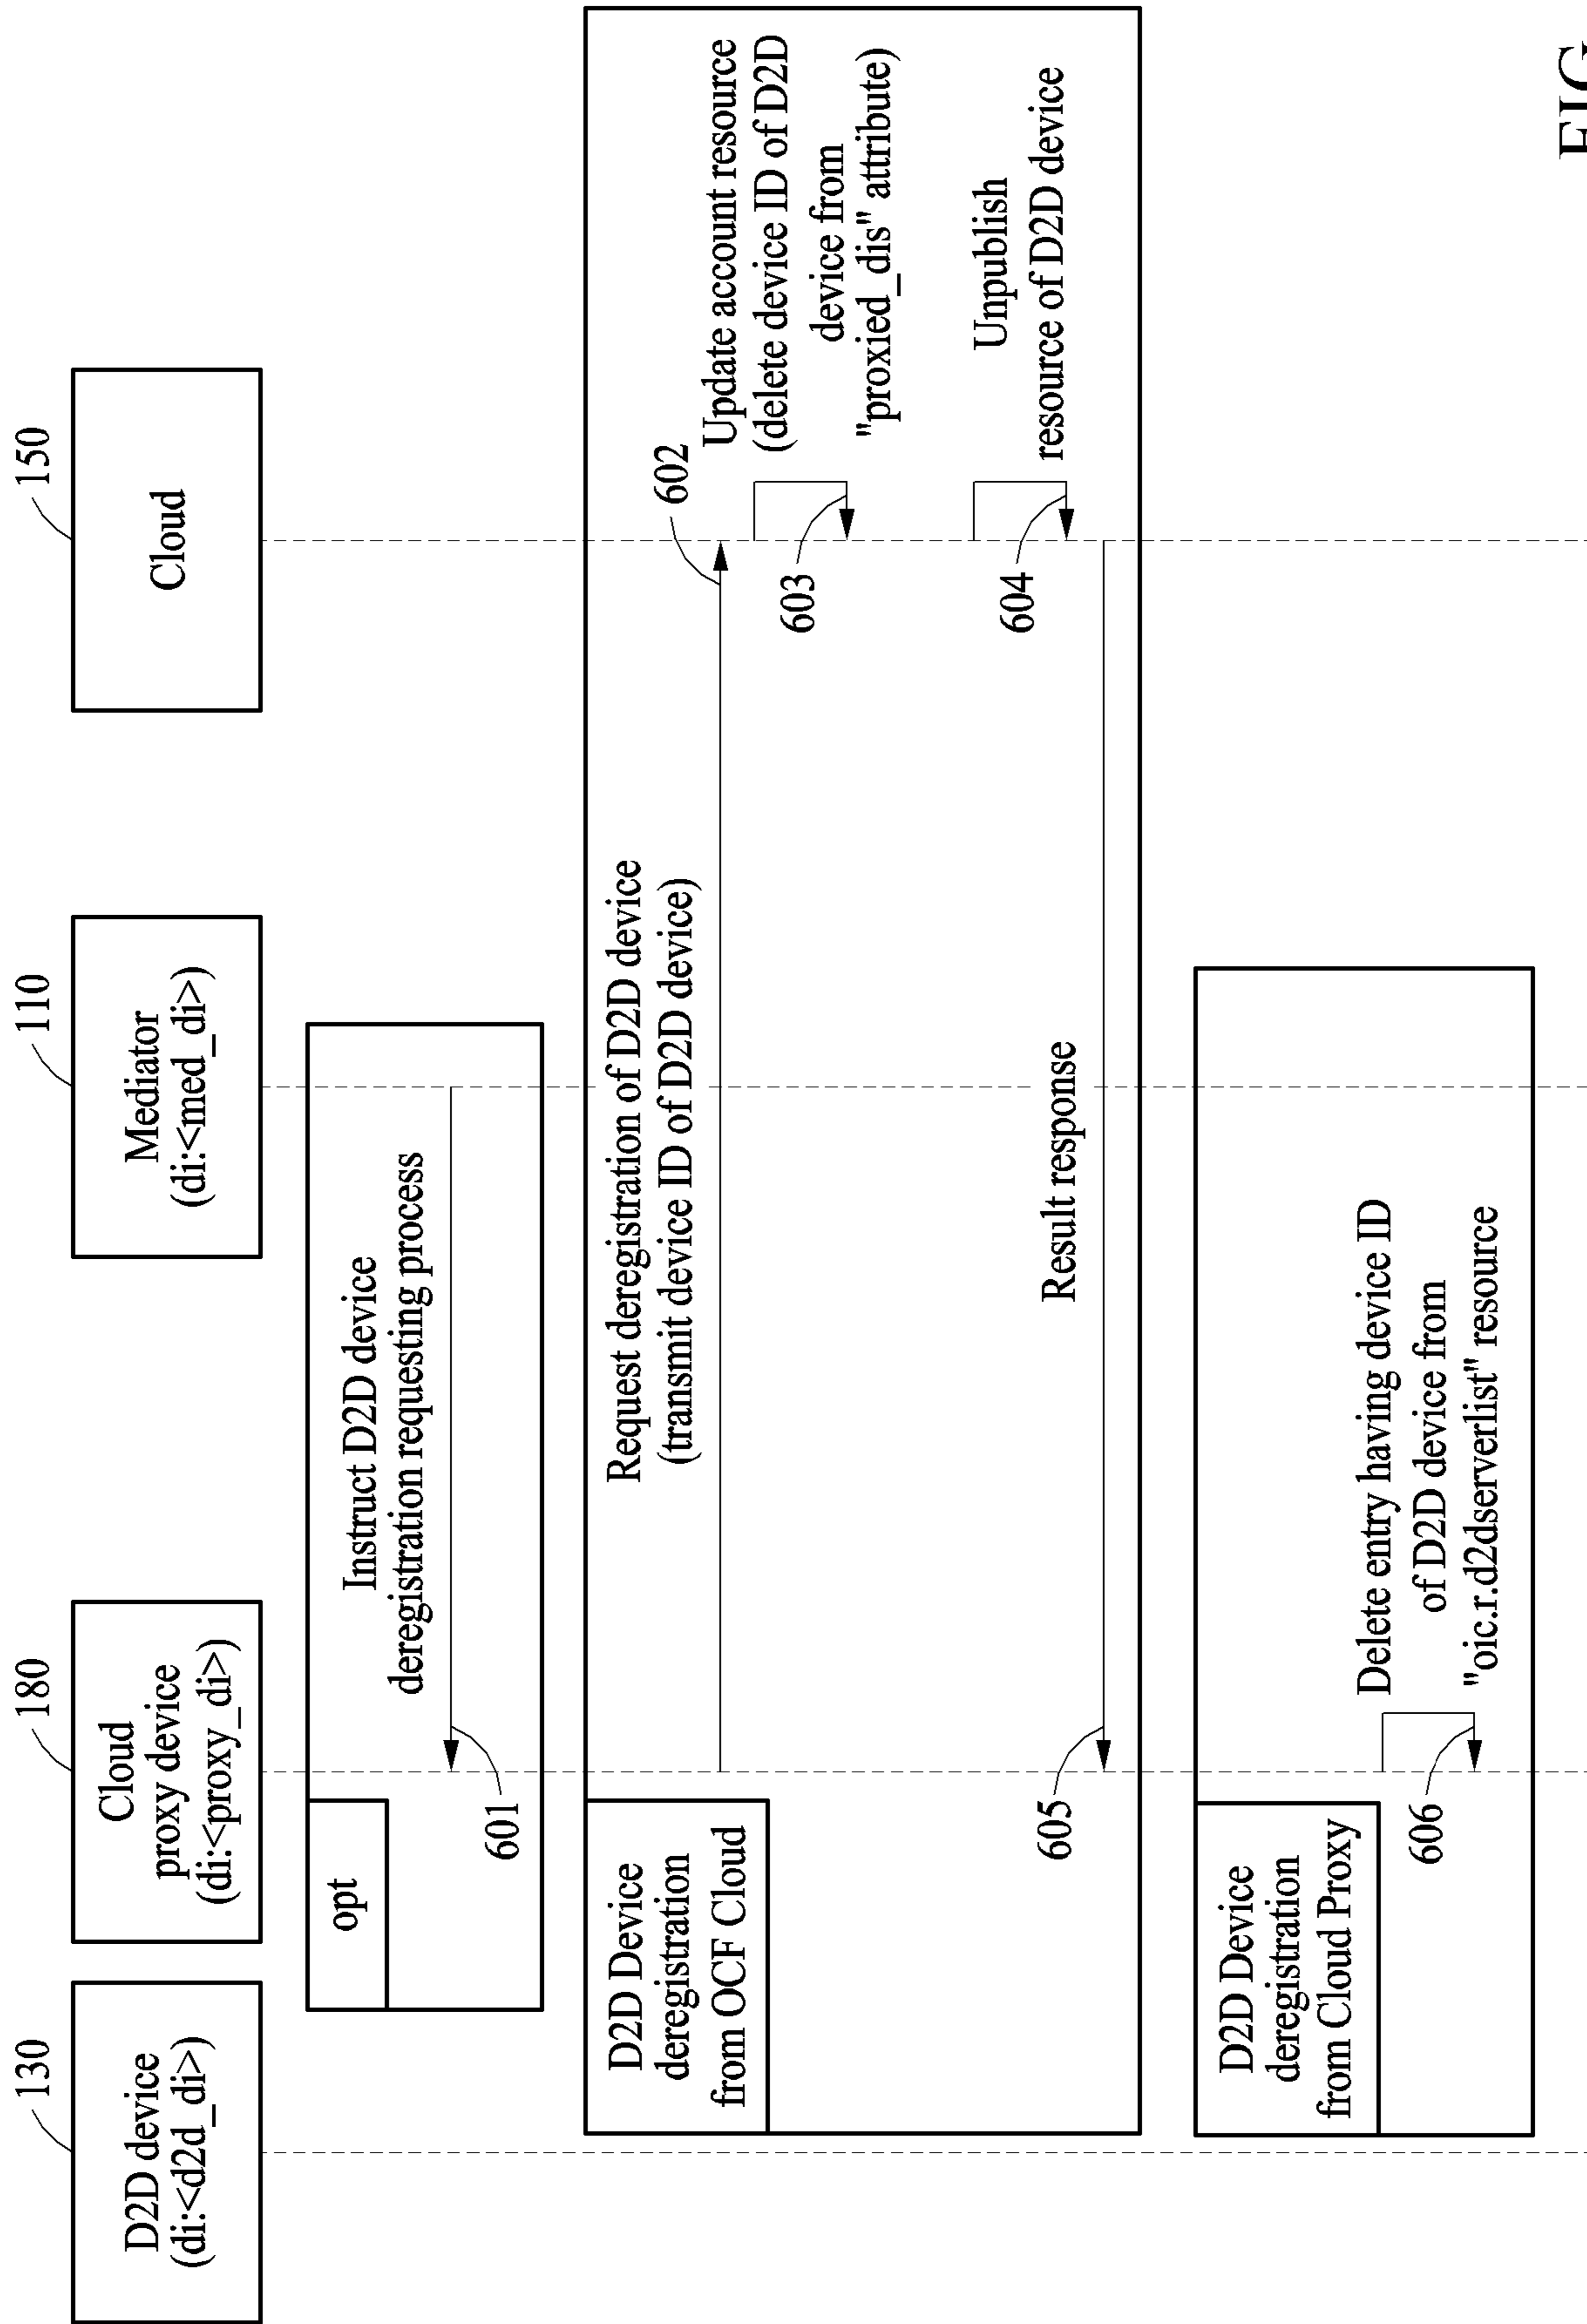 130
D2D device
(di:<d2d_di>)
180
Cloud
proxy device
(di:<proxy_di>)
110
Mediator
(di:<med_di>)
150
Cloud
opt
Instruct D2D device
deregistration requesting process
601
D2D Device
deregistration
from OCF Cloud
Request deregistration of D2D device
(transmit device ID of D2D device)
602
Update account resource
(delete device ID of D2D
device from
"proxied_dis" attribute)
603
Unpublish
resource of D2D device
604
Result response
605
D2D Device
deregistration
from Cloud Proxy
Delete entry having device ID
of D2D device from
"oic.r.d2dserverlist" resource
606